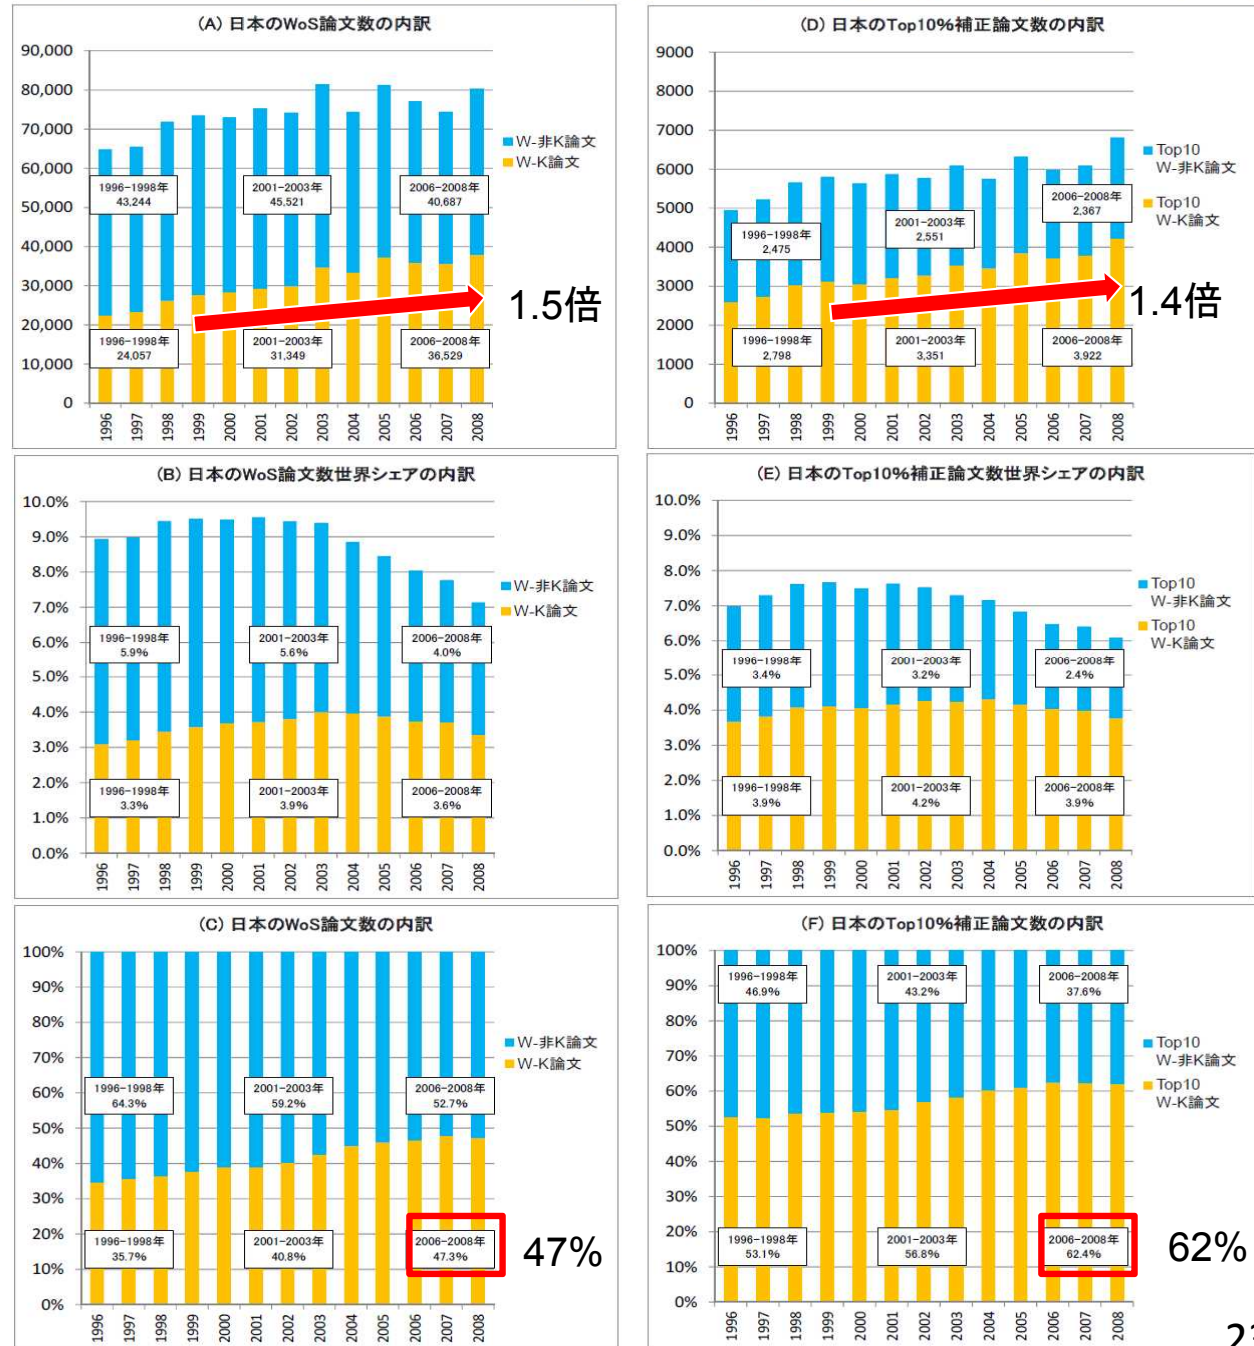 (A) 日本のWoS論文数の内訳
90,000
80,000
70,000
60,000
50,000
40,000
30,000
20,000
10,000
0
1996-1998年
43,244
2001-2003年
45,521
2006-2008年
40,687
1996-1998年
24,057
2001-2003年
31,349
2006-2008年
36,529
W-非K論文
W-K論文
1.5倍
1996 1997 1998 1999 2000 2001 2002 2003 2004 2005 2006 2007 2008
(D) 日本のTop10%補正論文数の内訳
9000
8000
7000
6000
5000
4000
3000
2000
1000
0
1996-1998年
2,475
2001-2003年
2,551
2006-2008年
2,367
1996-1998年
2,798
2001-2003年
3,351
2006-2008年
3,922
Top10
W-非K論文
Top10
W-K論文
1.4倍
1996 1997 1998 1999 2000 2001 2002 2003 2004 2005 2006 2007 2008
(B) 日本のWoS論文数世界シェアの内訳
10.0%
9.0%
8.0%
7.0%
6.0%
5.0%
4.0%
3.0%
2.0%
1.0%
0.0%
1996-1998年
5.9%
2001-2003年
5.6%
2006-2008年
4.0%
1996-1998年
3.3%
2001-2003年
3.9%
2006-2008年
3.6%
W-非K論文
W-K論文
1996 1997 1998 1999 2000 2001 2002 2003 2004 2005 2006 2007 2008
(E) 日本のTop10%補正論文数世界シェアの内訳
10.0%
9.0%
8.0%
7.0%
6.0%
5.0%
4.0%
3.0%
2.0%
1.0%
0.0%
1996-1998年
3.4%
2001-2003年
3.2%
2006-2008年
2.4%
1996-1998年
3.9%
2001-2003年
4.2%
2006-2008年
3.9%
Top10
W-非K論文
Top10
W-K論文
1996 1997 1998 1999 2000 2001 2002 2003 2004 2005 2006 2007 2008
(C) 日本のWoS論文数の内訳
100%
90%
80%
70%
60%
50%
40%
30%
20%
10%
0%
1996-1998年
64.3%
2001-2003年
59.2%
2006-2008年
52.7%
1996-1998年
35.7%
2001-2003年
40.8%
2006-2008年
47.3%
W-非K論文
W-K論文
47%
1996 1997 1998 1999 2000 2001 2002 2003 2004 2005 2006 2007 2008
(F) 日本のTop10%補正論文数の内訳
100%
90%
80%
70%
60%
50%
40%
30%
20%
10%
0%
1996-1998年
46.9%
2001-2003年
43.2%
2006-2008年
37.6%
1996-1998年
53.1%
2001-2003年
56.8%
2006-2008年
62.4%
Top10
W-非K論文
Top10
W-K論文
62%
1996 1997 1998 1999 2000 2001 2002 2003 2004 2005 2006 2007 2008